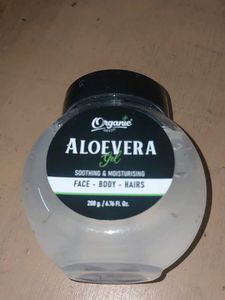 Organic
ALOEVERA
Gel
SOOTHING & MOISTURISING
FACE - BODY - HAIRS
200 g. / 6.76 Fl. Oz.